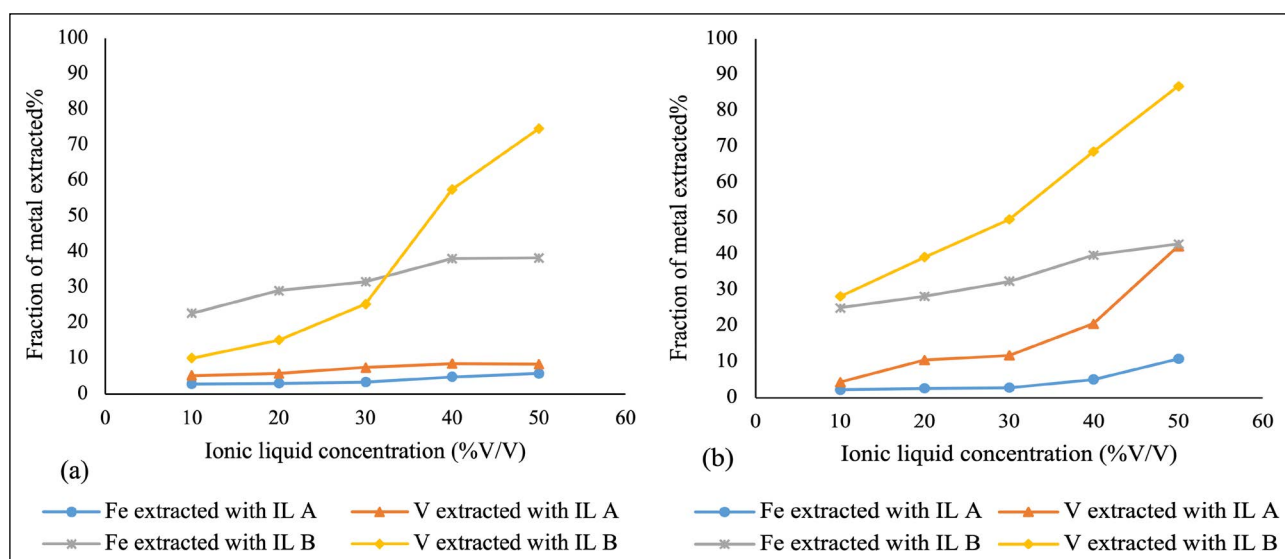 100
90
80
70
60
50
40
30
20
10
0
Fraction of metal extracted%
0 10 20 30 40 50 60
Ionic liquid concentration (%V/V)
(a)
Fe extracted with IL A V extracted with IL A
Fe extracted with IL B V extracted with IL B
100
90
80
70
60
50
40
30
20
10
0
Fraction of metal extracted%
0 10 20 30 40 50 60
Ionic liquid concentration (%V/V)
(b)
Fe extracted with IL A V extracted with IL A
Fe extracted with IL B V extracted with IL B